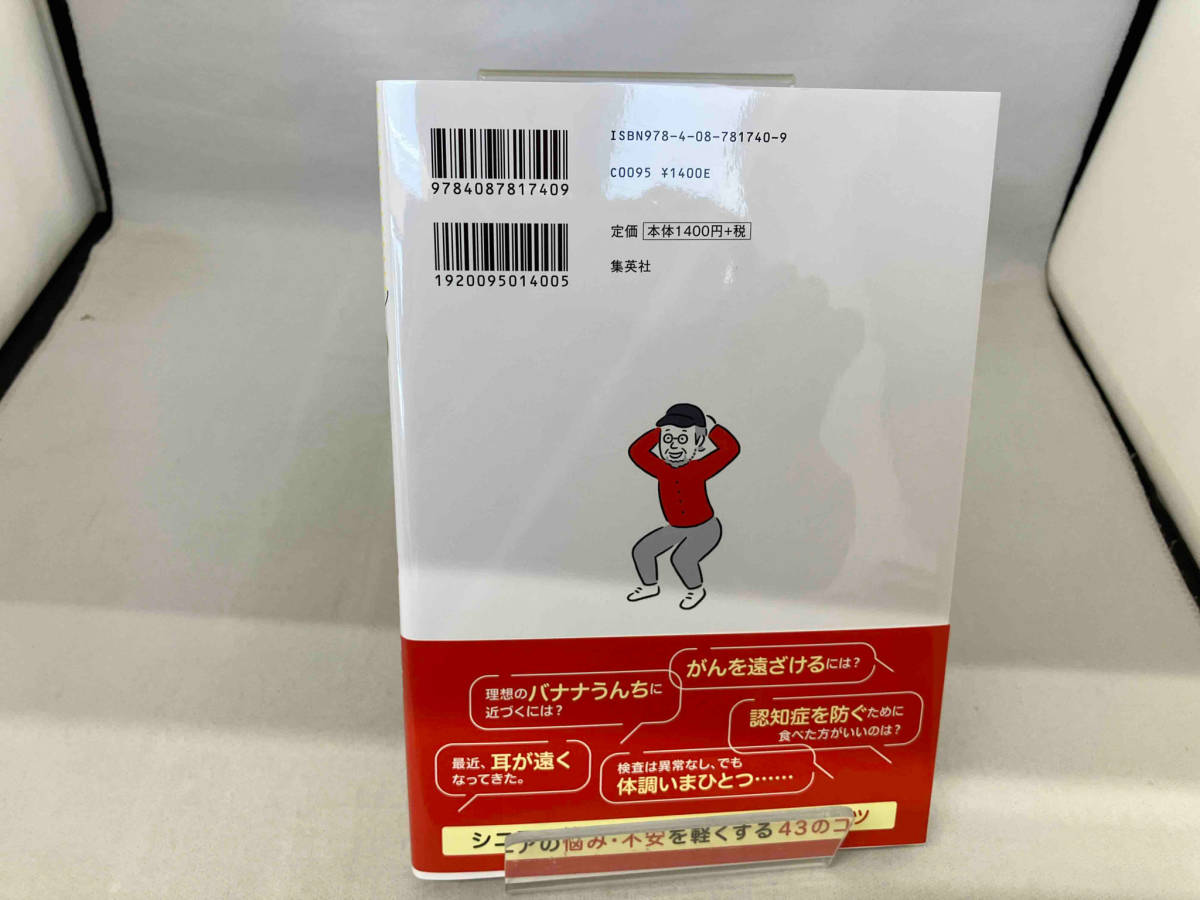 ISBN978-4-08-781740-9
9784087817409
C0095 ¥1400E
定価 本体1400円+税
1920095014005
集英社
がんを遠ざけるには?
理想のバナナうんちに
近づくには?
認知症を防ぐために
食べた方がいいのは?
最近、耳が遠く
なってきた。
検査は異常なし、でも
体調いまひとつ……
シニアの悩み・不安を軽くする43のコツ